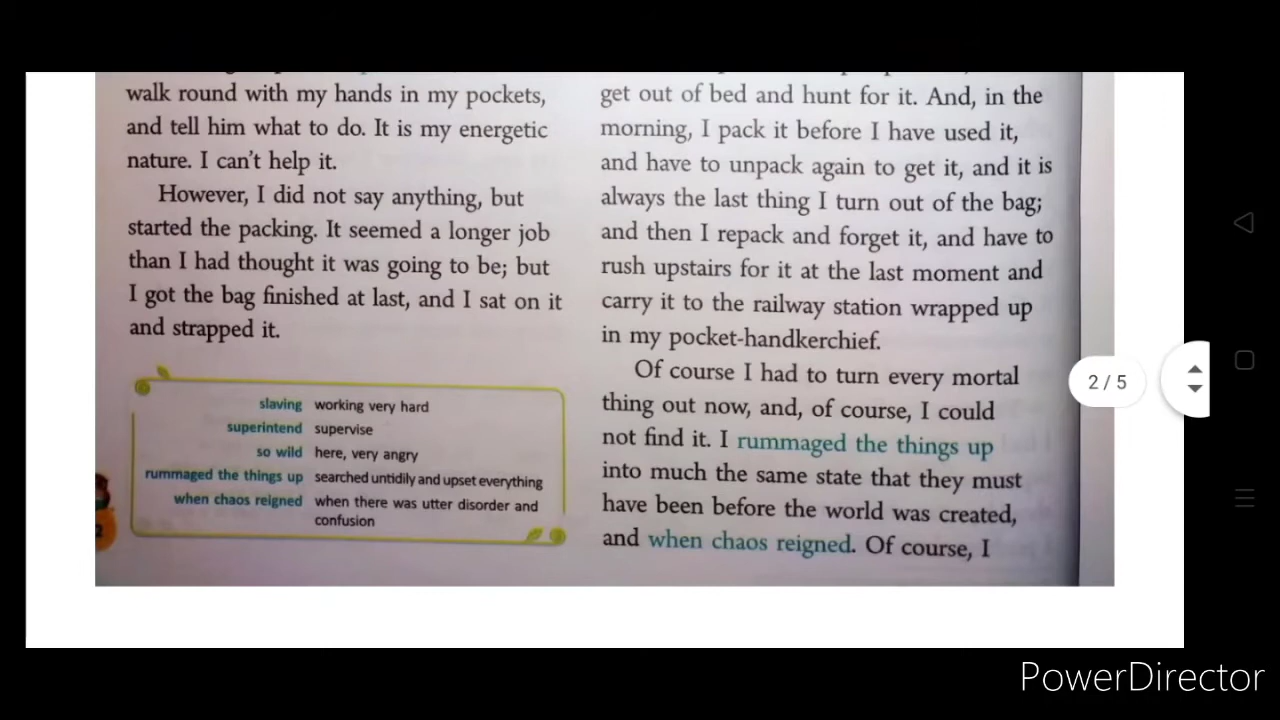 walk round with my hands in my pockets,
and tell him what to do. It is my energetic
nature. I can't help it.
However, I did not say anything, but
started the packing. It seemed a longer job
than I had thought it was going to be; but
I got the bag finished at last, and I sat on it
and strapped it.
slaving working very hard
superintend supervise
so wild here, very angry
rummaged the things up searched untidily and upset everything
when chaos reigned when there was utter disorder and
confusion
2
get out of bed and hunt for it. And, in the
morning, I pack it before I have used it,
and have to unpack again to get it, and it is
always the last thing I turn out of the bag;
and then I repack and forget it, and have to
rush upstairs for it at the last moment and
carry it to the railway station wrapped up
in my pocket-handkerchief.
Of course I had to turn every mortal
thing out now, and, of course, I could
not find it. I rummaged the things up
into much the same state that they must
have been before the world was created,
and when chaos reigned. Of course, I
2 / 5
PowerDirector